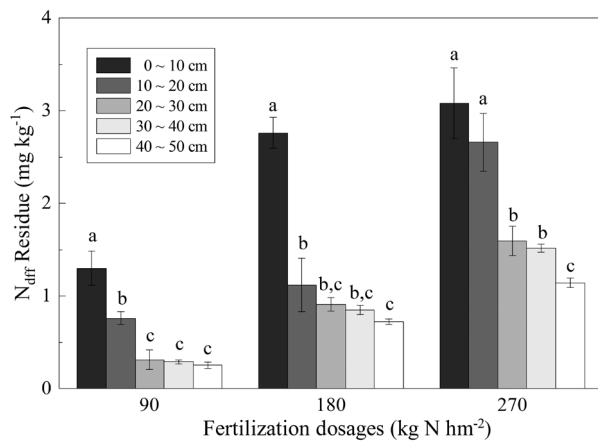 4
3
2
1
0
N_dff Residue (mg kg⁻¹)
0 ~ 10 cm
10 ~ 20 cm
20 ~ 30 cm
30 ~ 40 cm
40 ~ 50 cm
a
b
c
c
c
a
b
b,c
b,c
c
a
a
b
b
c
90
180
270
Fertilization dosages (kg N hm⁻²)